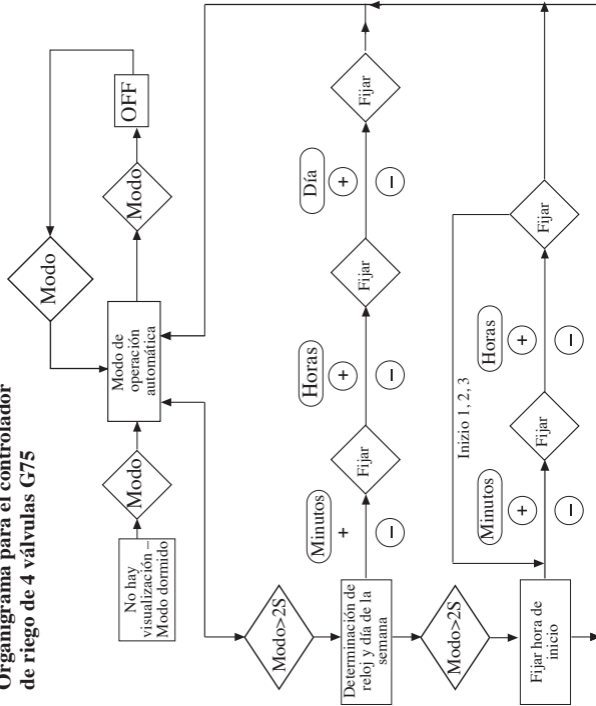 Organigrama para el controlador
de riego de 4 válvulas G75
No hay
visualización –
Modo dormido
Modo
Modo de
operación
automática
Modo
OFF
Modo
Modo>2S
Determinación de
reloj y día de la
semana
Minutos
+
–
Fijar
Horas
+
–
Fijar
Día
+
–
Fijar
Modo>2S
Fijar hora de
inicio
Minutos
+
–
Fijar
Horas
+
–
Fijar
Inizio 1, 2, 3